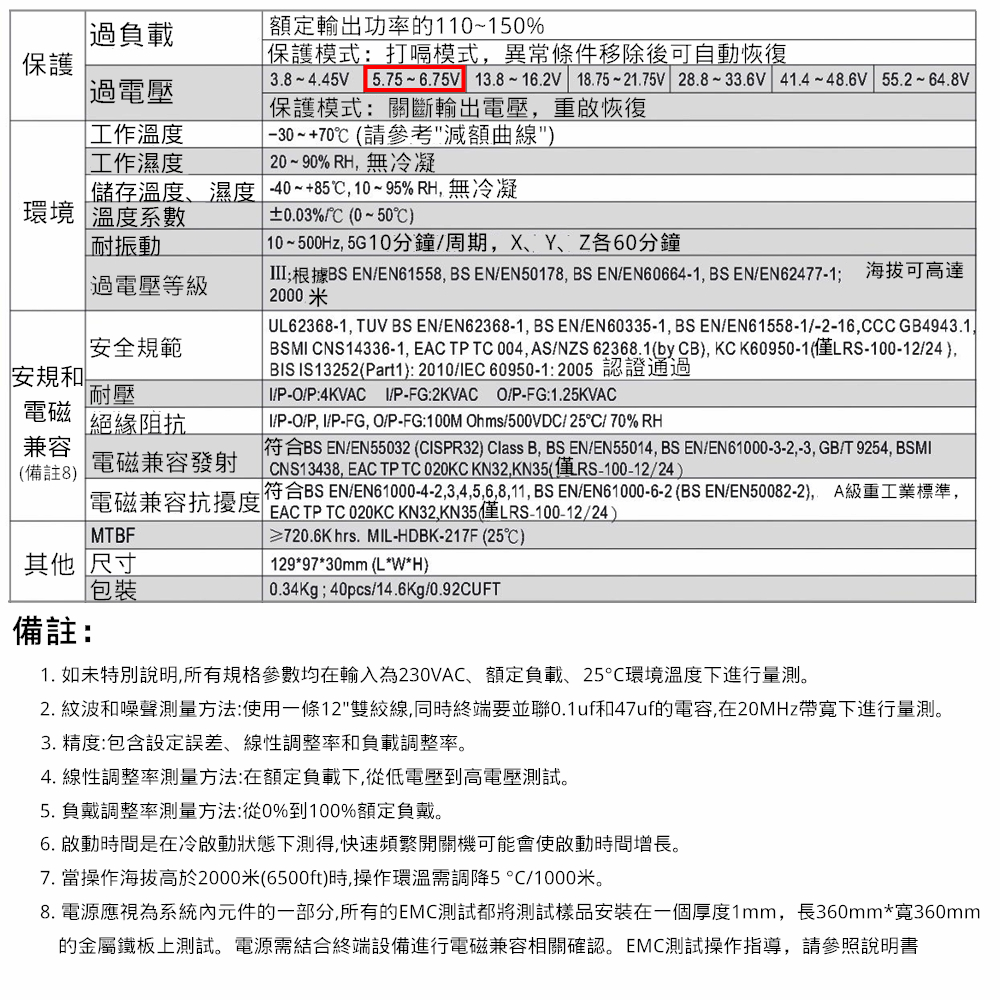 保護
過負載
額定輸出功率的110~150%
保護模式：打嗝模式，異常條件移除後可自動恢復
過電壓
3.8 ~ 4.45V 5.75 ~ 6.75V 13.8 ~ 16.2V 18.75 ~ 21.75V 28.8 ~ 33.6V 41.4 ~ 48.6V 55.2 ~ 64.8V
保護模式：關斷輸出電壓，重啟恢復
環境
工作溫度
-30 ~ +70℃ (請參考"減額曲線")
工作濕度
20 ~ 90% RH, 無冷凝
儲存溫度、濕度
-40 ~ +85℃, 10 ~ 95% RH, 無冷凝
溫度系數
±0.03%/℃ (0 ~ 50℃)
耐振動
10 ~ 500Hz, 5G 10分鐘/周期，X、Y、Z各60分鐘
過電壓等級
III;根據BS EN/EN61558, BS EN/EN50178, BS EN/EN60664-1, BS EN/EN62477-1; 海拔可高達
2000 米
安規和
電磁
兼容
(備註8)
安全規範
UL62368-1, TUV BS EN/EN62368-1, BS EN/EN60335-1, BS EN/EN61558-1/-2-16,CCC GB4943.1,
BSMI CNS14336-1, EAC TP TC 004, AS/NZS 62368.1(by CB), KC K60950-1(僅LRS-100-12/24 ),
BIS IS13252(Part1): 2010/IEC 60950-1: 2005 認證通過
耐壓
I/P-O/P:4KVAC I/P-FG:2KVAC O/P-FG:1.25KVAC
絕緣阻抗
I/P-O/P, I/P-FG, O/P-FG:100M Ohms/500VDC/ 25℃/ 70% RH
電磁兼容發射
符合BS EN/EN55032 (CISPR32) Class B, BS EN/EN55014, BS EN/EN61000-3-2,-3, GB/T 9254, BSMI
CNS13438, EAC TP TC 020KC KN32,KN35(僅LRS-100-12/24 )
電磁兼容抗擾度
符合BS EN/EN61000-4-2,3,4,5,6,8,11, BS EN/EN61000-6-2 (BS EN/EN50082-2), A級重工業標準，
EAC TP TC 020KC KN32,KN35(僅LRS-100-12/24 )
其他
MTBF
≥720.6K hrs. MIL-HDBK-217F (25℃)
尺寸
129*97*30mm (L*W*H)
包裝
0.34Kg ; 40pcs/14.6Kg/0.92CUFT
備註：
1. 如未特別說明,所有規格參數均在輸入為230VAC、額定負載、25°C環境溫度下進行量測。
2. 紋波和噪聲測量方法:使用一條12"雙絞線,同時終端要並聯0.1uf和47uf的電容,在20MHz帶寬下進行量測。
3. 精度:包含設定誤差、線性調整率和負載調整率。
4. 線性調整率測量方法:在額定負載下,從低電壓到高電壓測試。
5. 負戴調整率測量方法:從0%到100%額定負戴。
6. 啟動時間是在冷啟動狀態下測得,快速頻繁開關機可能會使啟動時間增長。
7. 當操作海拔高於2000米(6500ft)時,操作環溫需調降5 °C/1000米。
8. 電源應視為系統內元件的一部分,所有的EMC測試都將測試樣品安裝在一個厚度1mm，長360mm*寬360mm
的金屬鐵板上測試。電源需結合終端設備進行電磁兼容相關確認。EMC測試操作指導，請參照說明書